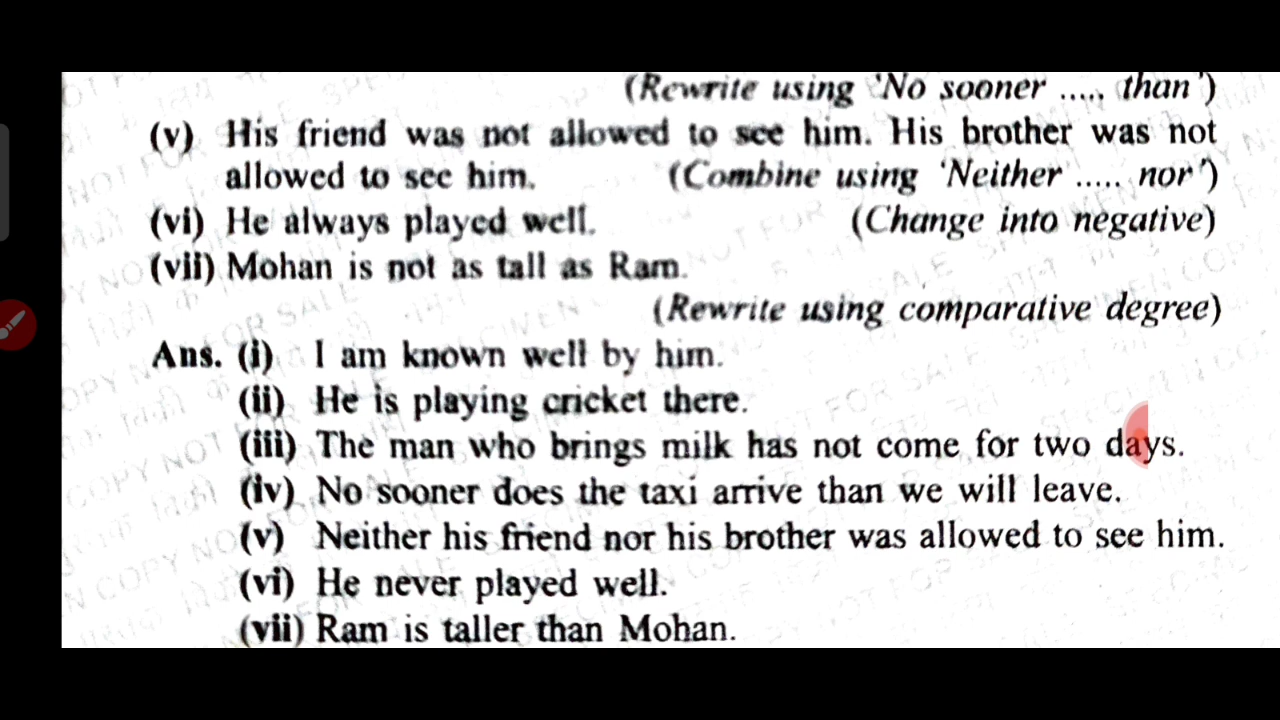 (Rewrite using 'No sooner ....., than')
(v) His friend was not allowed to see him. His brother was not
allowed to see him. (Combine using 'Neither ..... nor')
(vi) He always played well. (Change into negative)
(vii) Mohan is not as tall as Ram.
(Rewrite using comparative degree)
Ans. (i) I am known well by him.
(ii) He is playing cricket there.
(iii) The man who brings milk has not come for two days.
(iv) No sooner does the taxi arrive than we will leave.
(v) Neither his friend nor his brother was allowed to see him.
(vi) He never played well.
(vii) Ram is taller than Mohan.